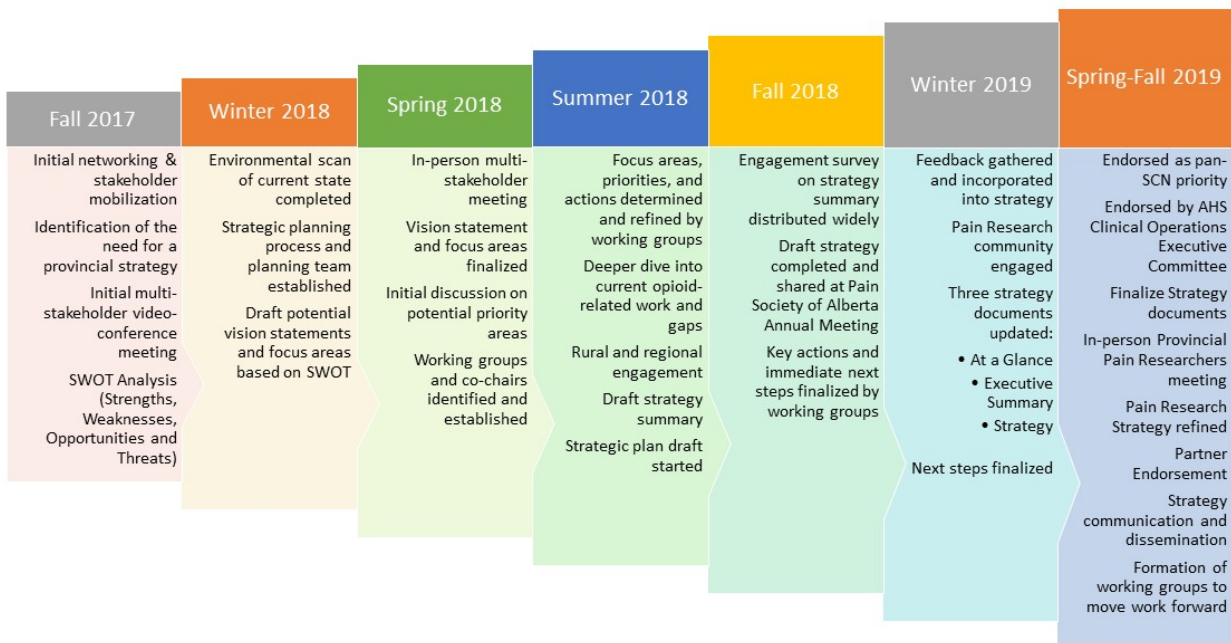 Fall 2017
Initial networking &
stakeholder
mobilization
Identification of the
need for a
provincial strategy
Initial multi-
stakeholder video-
conference
meeting
SWOT Analysis
(Strengths,
Weaknesses,
Opportunities and
Threats)
Winter 2018
Environmental scan
of current state
completed
Strategic planning
process and
planning team
established
Draft potential
vision statements
and focus areas
based on SWOT
Spring 2018
In-person multi-
stakeholder
meeting
Vision statement
and focus areas
finalized
Initial discussion on
potential priority
areas
Working groups
and co-chairs
identified and
established
Summer 2018
Focus areas,
priorities, and
actions determined
and refined by
working groups
Deeper dive into
current opioid-
related work and
gaps
Rural and regional
engagement
Draft strategy
summary
Strategic plan draft
started
Fall 2018
Engagement survey
on strategy
summary
distributed widely
Draft strategy
completed and
shared at Pain
Society of Alberta
Annual Meeting
Key actions and
immediate next
steps finalized by
working groups
Winter 2019
Feedback gathered
and incorporated
into strategy
Pain Research
community
engaged
Three strategy
documents
updated:
• At a Glance
• Executive
Summary
• Strategy
Next steps finalized
Spring-Fall 2019
Endorsed as pan-
SCN priority
Endorsed by AHS
Clinical Operations
Executive
Committee
Finalize Strategy
documents
In-person Provincial
Pain Researchers
meeting
Pain Research
Strategy refined
Partner
Endorsement
Strategy
communication and
dissemination
Formation of
working groups to
move work forward